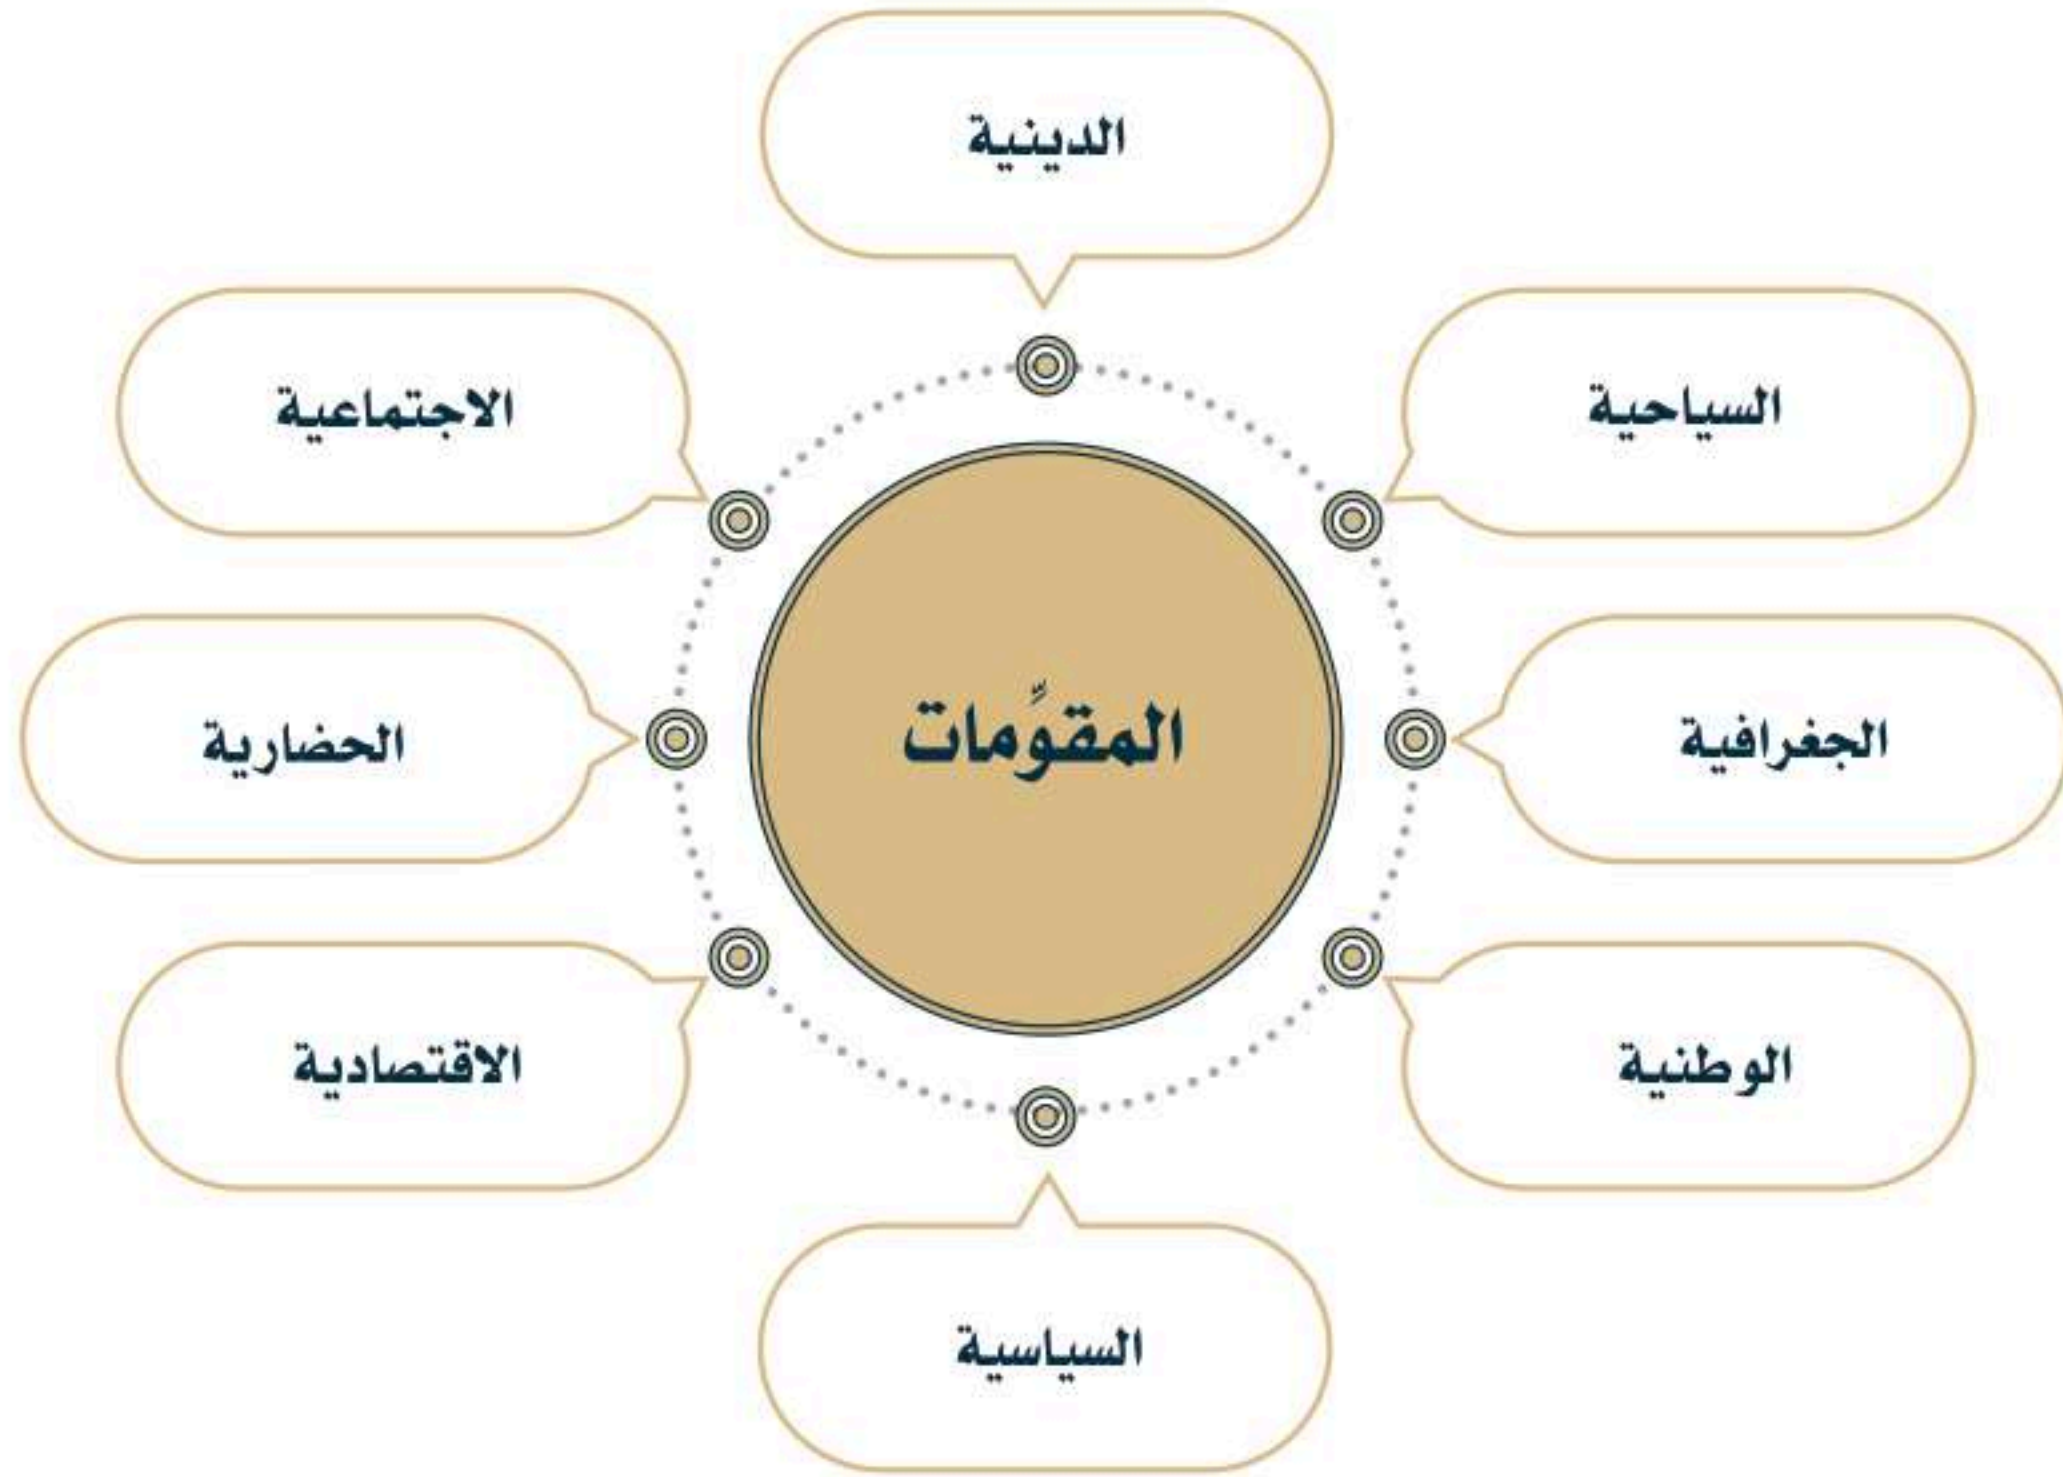 الدينية
السياحية
الاجتماعية
المقوِّمات
الجغرافية
الحضارية
الوطنية
الاقتصادية
السياسية